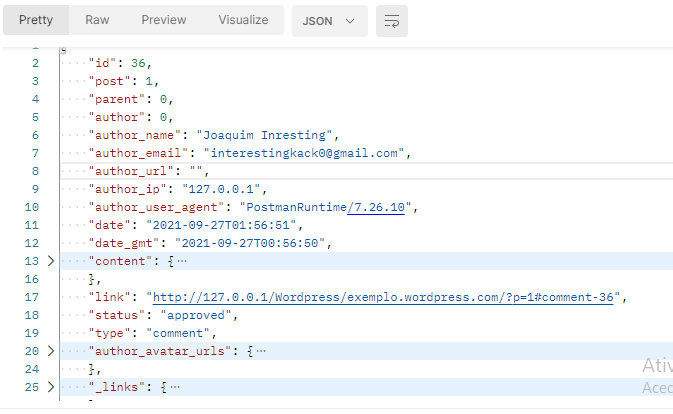 Pretty Raw Preview Visualize JSON
1 {
2 "id": 36,
3 "post": 1,
4 "parent": 0,
5 "author": 0,
6 "author_name": "Joaquim Inresting",
7 "author_email": "interestingkack0@gmail.com",
8 "author_url": "",
9 "author_ip": "127.0.0.1",
10 "author_user_agent": "PostmanRuntime/7.26.10",
11 "date": "2021-09-27T01:56:51",
12 "date_gmt": "2021-09-27T00:56:50",
13 "content": {…
16 },
17 "link": "http://127.0.0.1/Wordpress/exemplo.wordpress.com/?p=1#comment-36",
18 "status": "approved",
19 "type": "comment",
20 "author_avatar_urls": {…
24 },
25 "_links": {…
Ativ
Aced